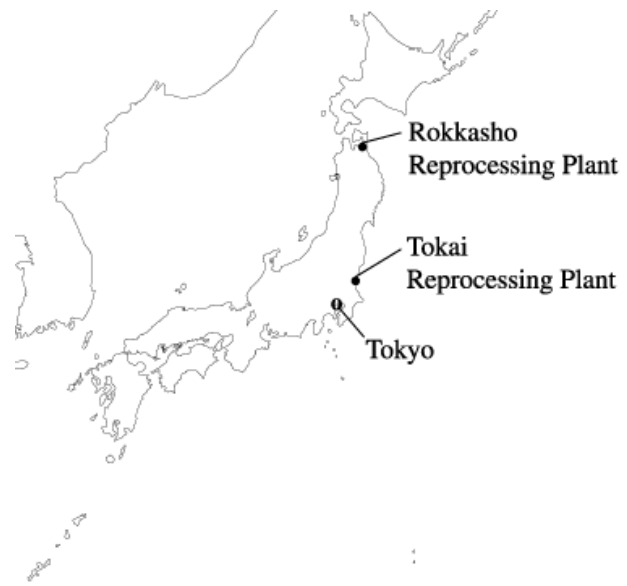 Rokkasho
Reprocessing Plant
Tokai
Reprocessing Plant
Tokyo